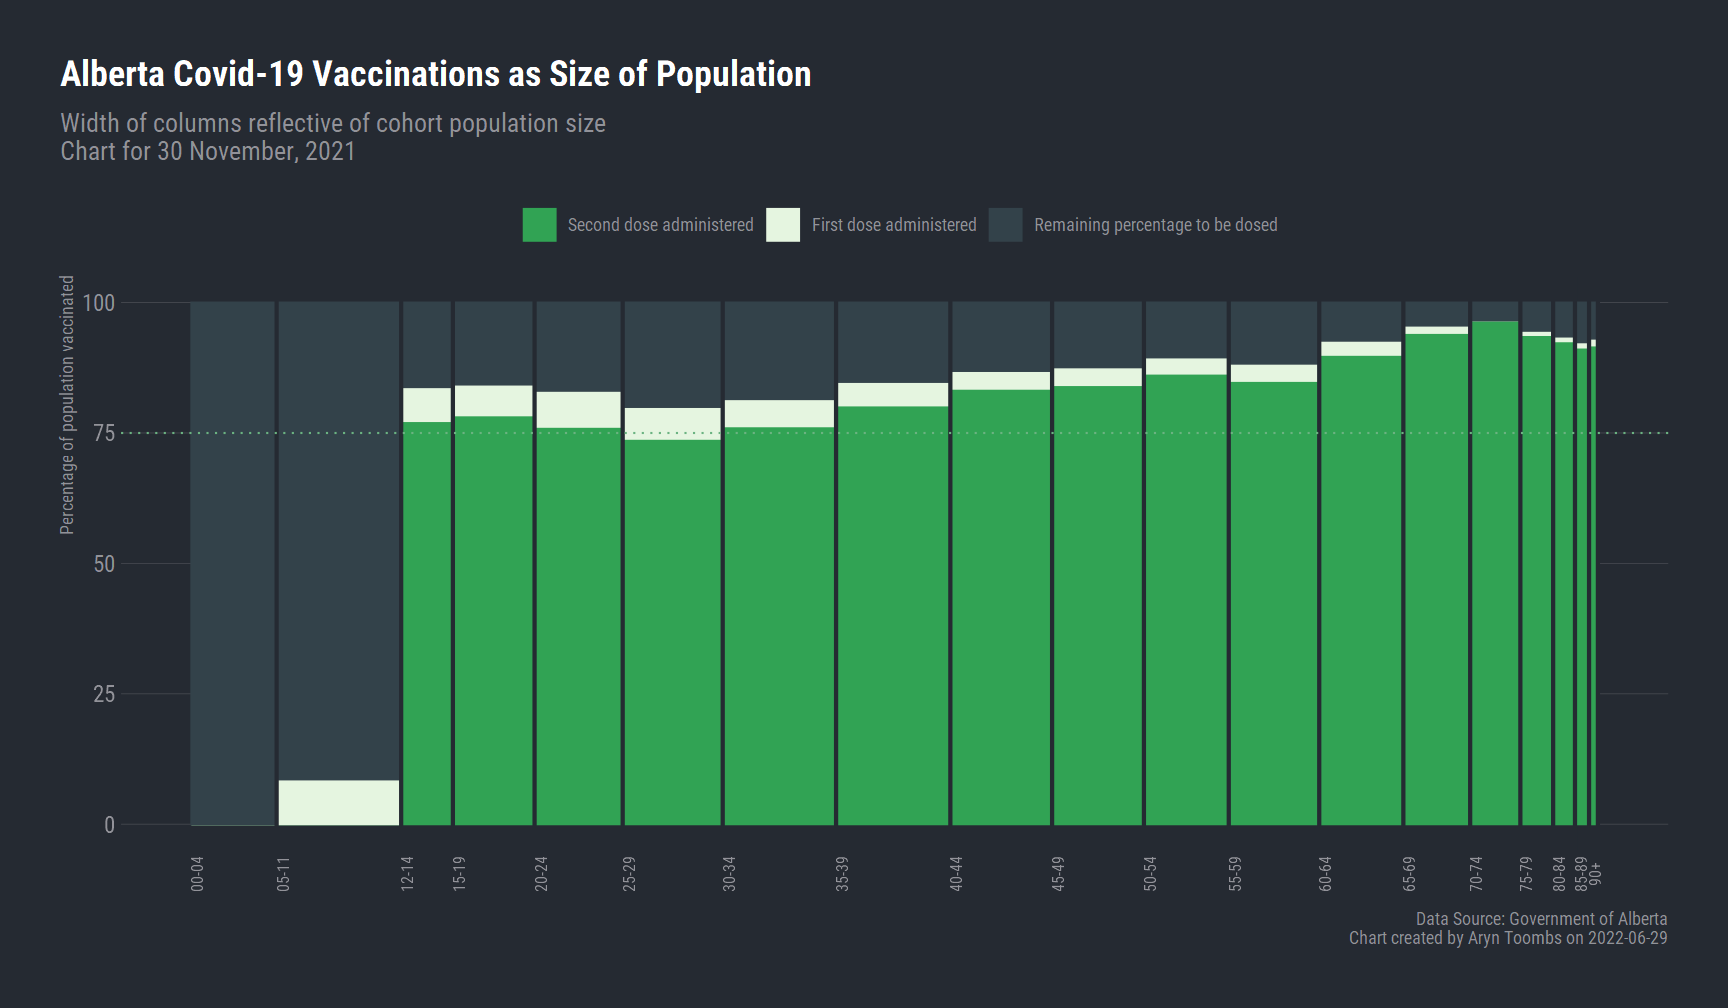 Alberta Covid-19 Vaccinations as Size of Population
Width of columns reflective of cohort population size
Chart for 30 November, 2021
Second dose administered
First dose administered
Remaining percentage to be dosed
Percentage of population vaccinated
100
75
50
25
0
00-04
05-11
12-14
15-19
20-24
25-29
30-34
35-39
40-44
45-49
50-54
55-59
60-64
65-69
70-74
75-79
80-84
85-89
90+
Data Source: Government of Alberta
Chart created by Aryn Toombs on 2022-06-29